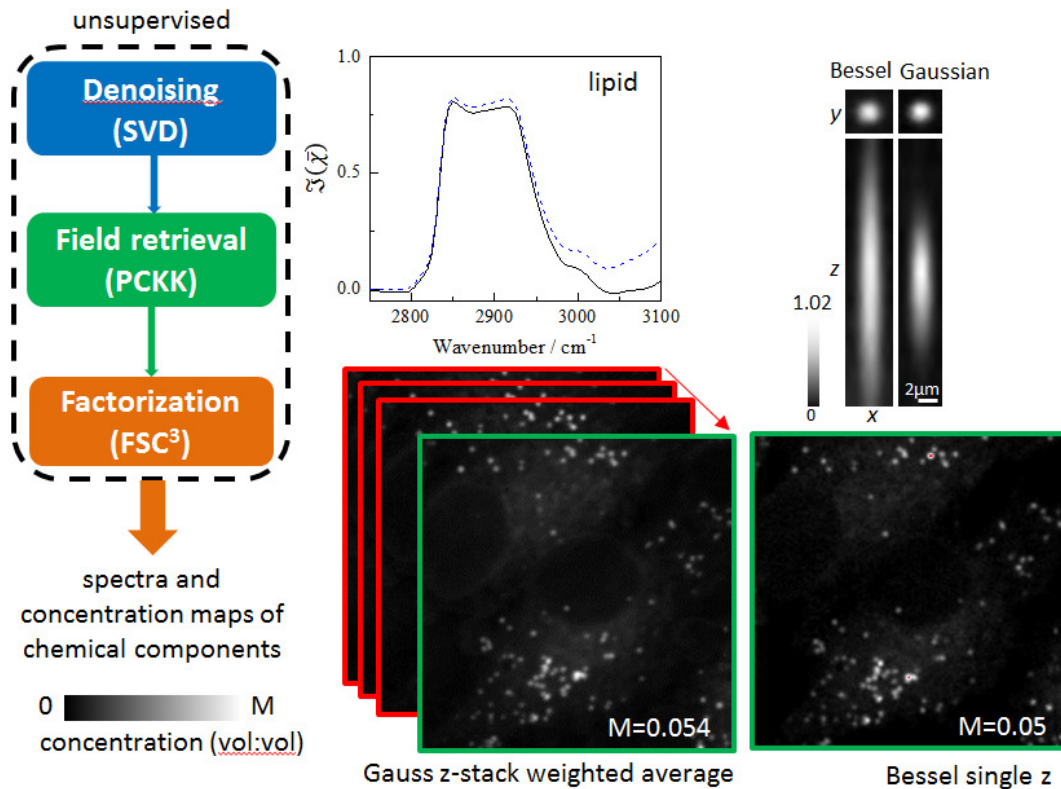 unsupervised
Denoising
(SVD)
Field retrieval
(PCKK)
Factorization
(FSC³)
spectra and
concentration maps of
chemical components
0 M
concentration (vol:vol)
1.0
0.5
0.0
ℑ(χ̄)
lipid
2800 2900 3000 3100
Wavenumber / cm⁻¹
Bessel Gaussian
y
z
1.02
0
2μm
x
M=0.054
Gauss z-stack weighted average
M=0.05
Bessel single z